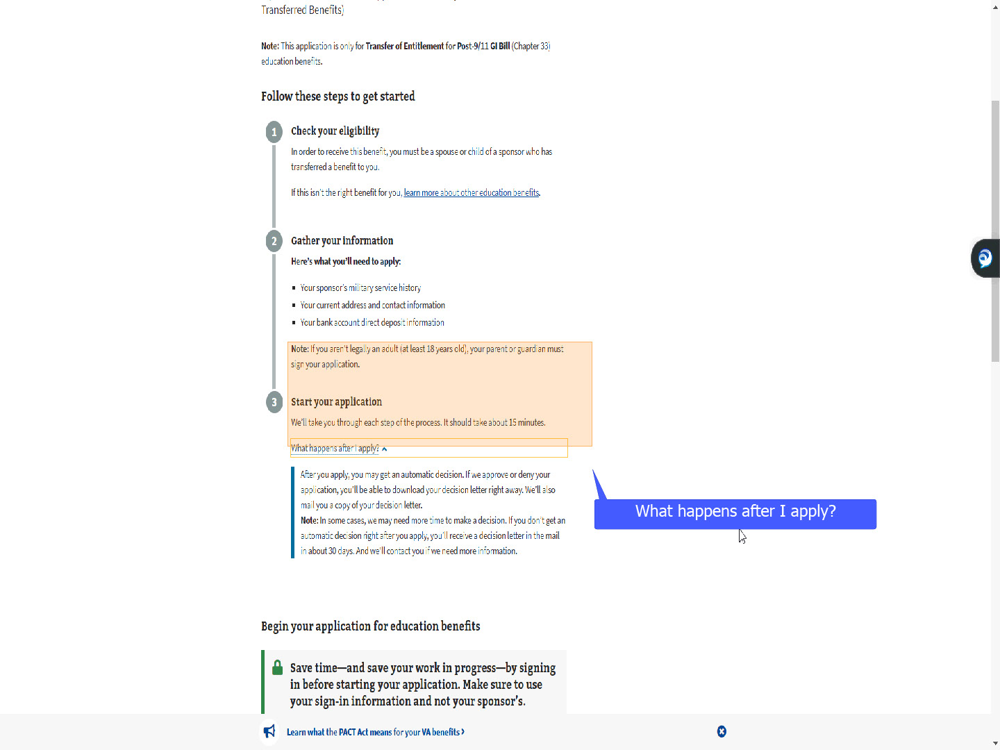 Transferred Benefits)
Note: This application is only for Transfer of Entitlement for Post-9/11 GI Bill (Chapter 33)
education benefits.
Follow these steps to get started
1
Check your eligibility
In order to receive this benefit, you must be a spouse or child of a sponsor who has
transferred a benefit to you.
If this isn't the right benefit for you, learn more about other education benefits.
2
Gather your information
Here's what you'll need to apply:
▪ Your sponsor's military service history
▪ Your current address and contact information
▪ Your bank account direct deposit information
Note: If you aren't legally an adult (at least 18 years old), your parent or guardian must
sign your application.
3
Start your application
We'll take you through each step of the process. It should take about 15 minutes.
What happens after I apply?
After you apply, you may get an automatic decision. If we approve or deny your
application, you'll be able to download your decision letter right away. We'll also
mail you a copy of your decision letter.
Note: In some cases, we may need more time to make a decision. If you don't get an
automatic decision right after you apply, you'll receive a decision letter in the mail
in about 30 days. And we'll contact you if we need more information.
What happens after I apply?
Begin your application for education benefits
Save time—and save your work in progress—by signing
in before starting your application. Make sure to use
your sign-in information and not your sponsor's.
Learn what the PACT Act means for your VA benefits ›